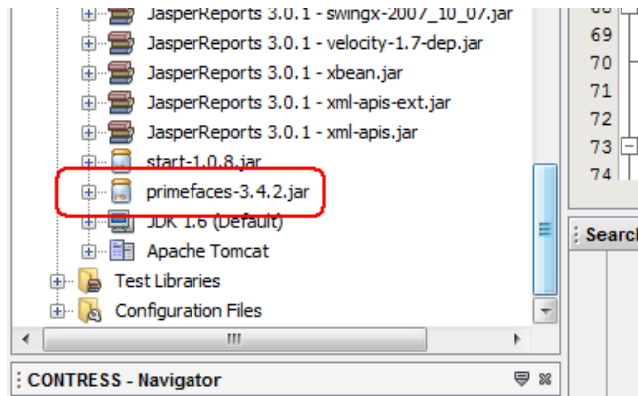 JasperReports 3.0.1 - swingx-2007_10_07.jar
JasperReports 3.0.1 - velocity-1.7-dep.jar
JasperReports 3.0.1 - xbean.jar
JasperReports 3.0.1 - xml-apis-ext.jar
JasperReports 3.0.1 - xml-apis.jar
start-1.0.8.jar
primefaces-3.4.2.jar
JDK 1.6 (Default)
Apache Tomcat
Test Libraries
Configuration Files
CONTRESS - Navigator
68
69
70
71
72
73
74
Search